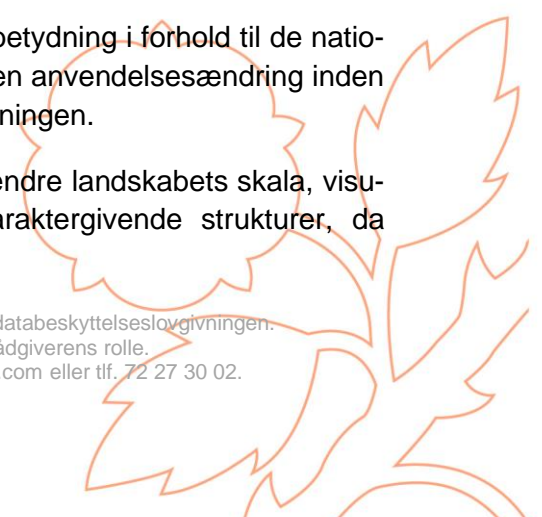 betydning i forhold til de natio-
en anvendelsesændring inden
ningen.
endre landskabets skala, visu-
araktergivende strukturer, da
databeskyttelseslovgivningen.
ådgiverens rolle.
.com eller tlf. 72 27 30 02.